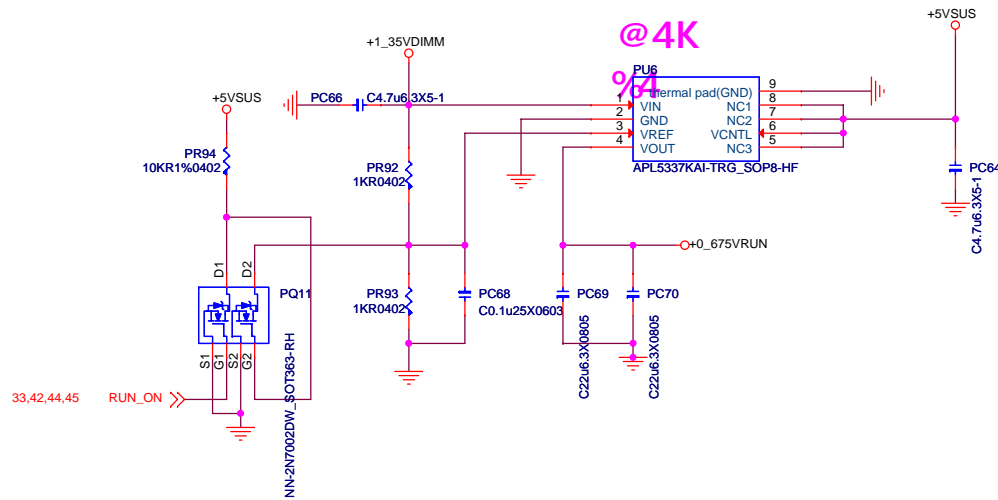 @4K
+5VSUS
+1_35VDIMM
%4
PU6
+5VSUS
PC66
C4.7u6.3X5-1
1
2
3
4
thermal pad(GND)
VIN
GND
VREF
VOUT
NC1
NC2
VCNTL
NC3
9
8
7
6
5
APL5337KAI-TRG_SOP8-HF
PR94
10KR1%0402
PR92
1KR0402
PC64
C4.7u6.3X5-1
+0_675VRUN
D1
D2
PQ11
PR93
1KR0402
PC68
C0.1u25X0603
PC69
C22u6.3X0805
PC70
C22u6.3X0805
S1
G1
S2
G2
NN-2N7002DW_SOT363-RH
33,42,44,45
RUN_ON